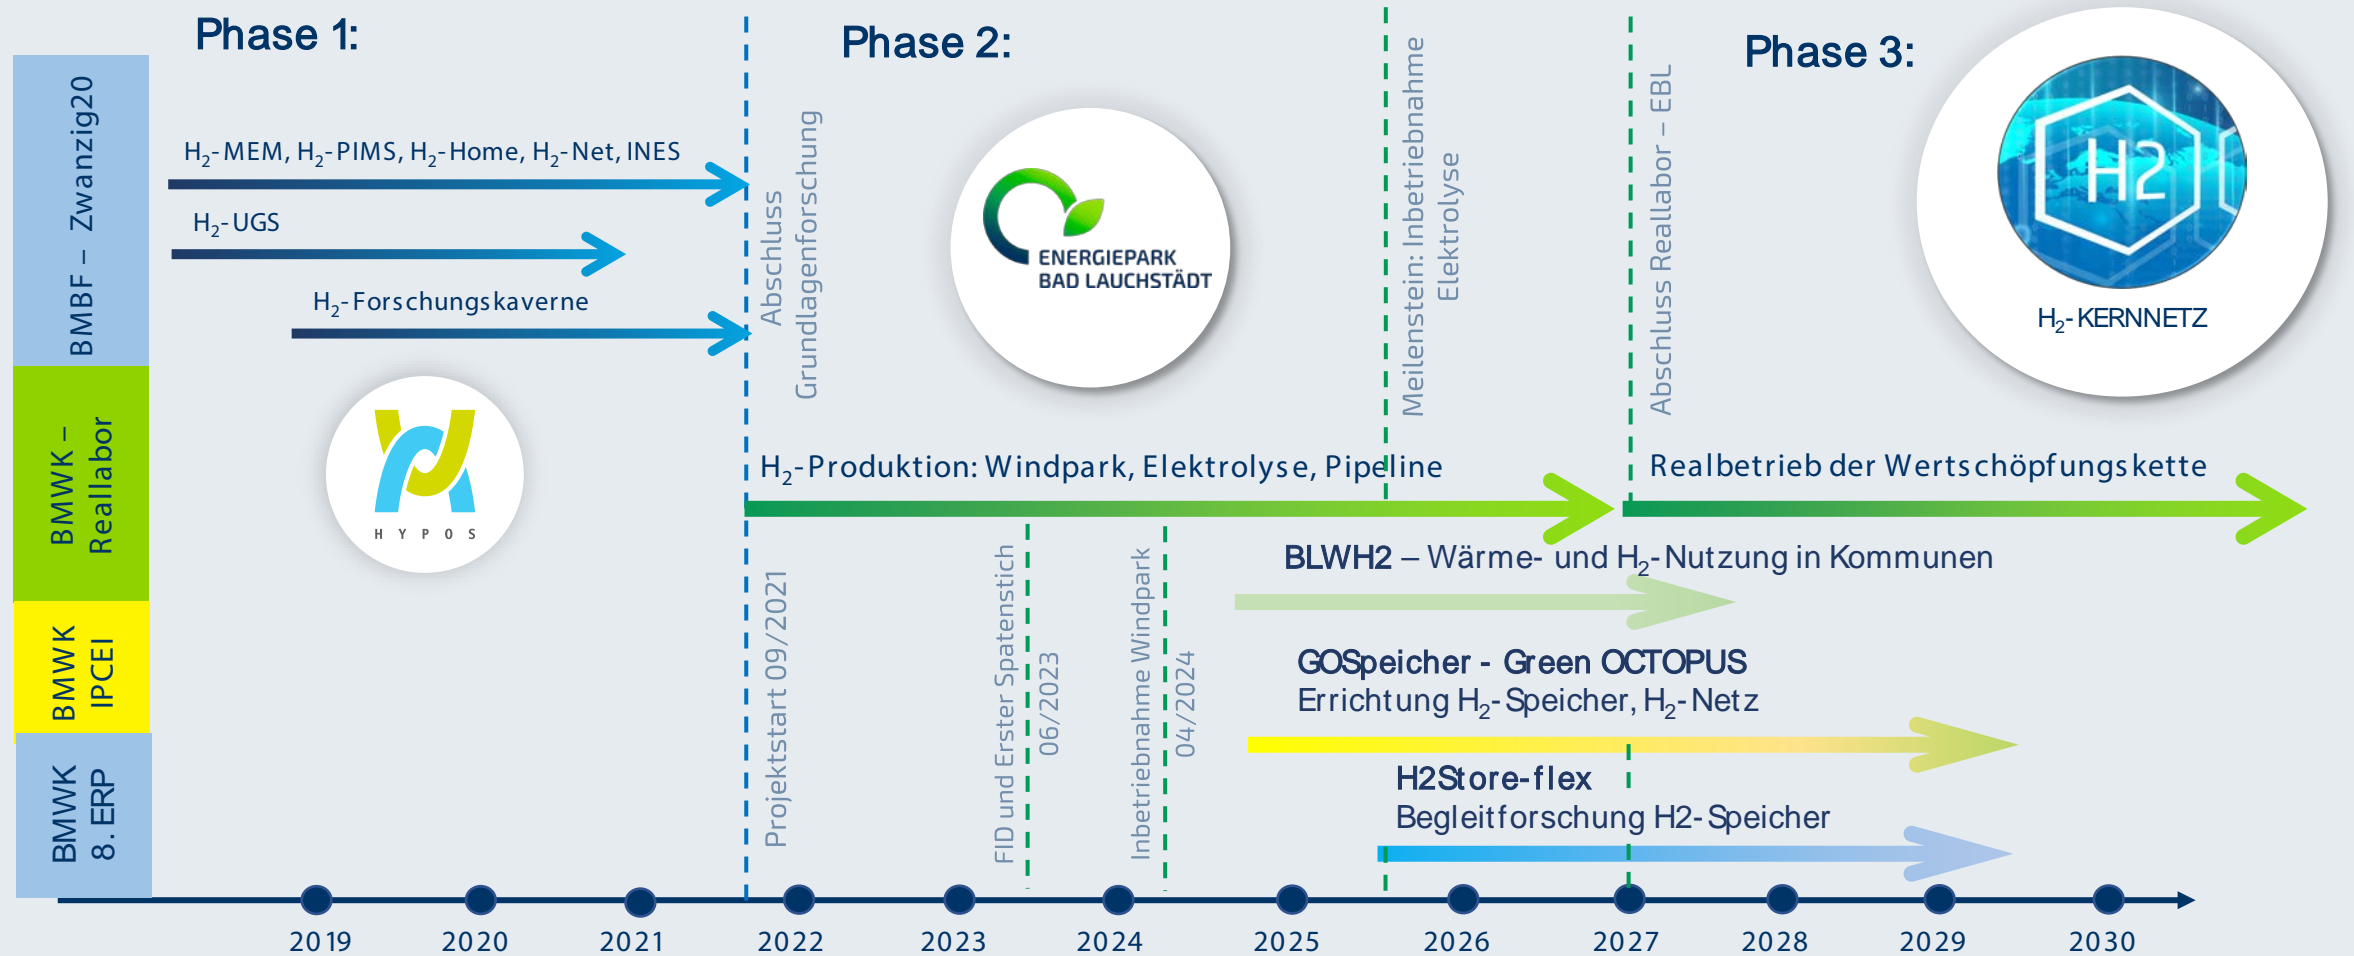 Phase 1:
Phase 2:
Phase 3:
BMBF – Zwanzig20
H₂-MEM, H₂-PIMS, H₂-Home, H₂-Net, INES
H₂-UGS
H₂-Forschungskaverne
HYPOS
Abschluss
Grundlagenforschung
ENERGIEPARK
BAD LAUCHSTÄDT
Meilenstein: Inbetriebnahme
Elektrolyse
Abschluss Reallabor – EBL
H2
H₂-KERNNETZ
BMWK –
Reallabor
H₂-Produktion: Windpark, Elektrolyse, Pipeline
Realbetrieb der Wertschöpfungskette
BLWH2 – Wärme- und H₂-Nutzung in Kommunen
Projektstart 09/2021
FID und Erster Spatenstich
06/2023
Inbetriebnahme Windpark
04/2024
BMWK
IPCEI
GOSpeicher - Green OCTOPUS
Errichtung H₂-Speicher, H₂-Netz
BMWK
8. ERP
H2Store-flex
Begleitforschung H2-Speicher
2019 2020 2021 2022 2023 2024 2025 2026 2027 2028 2029 2030